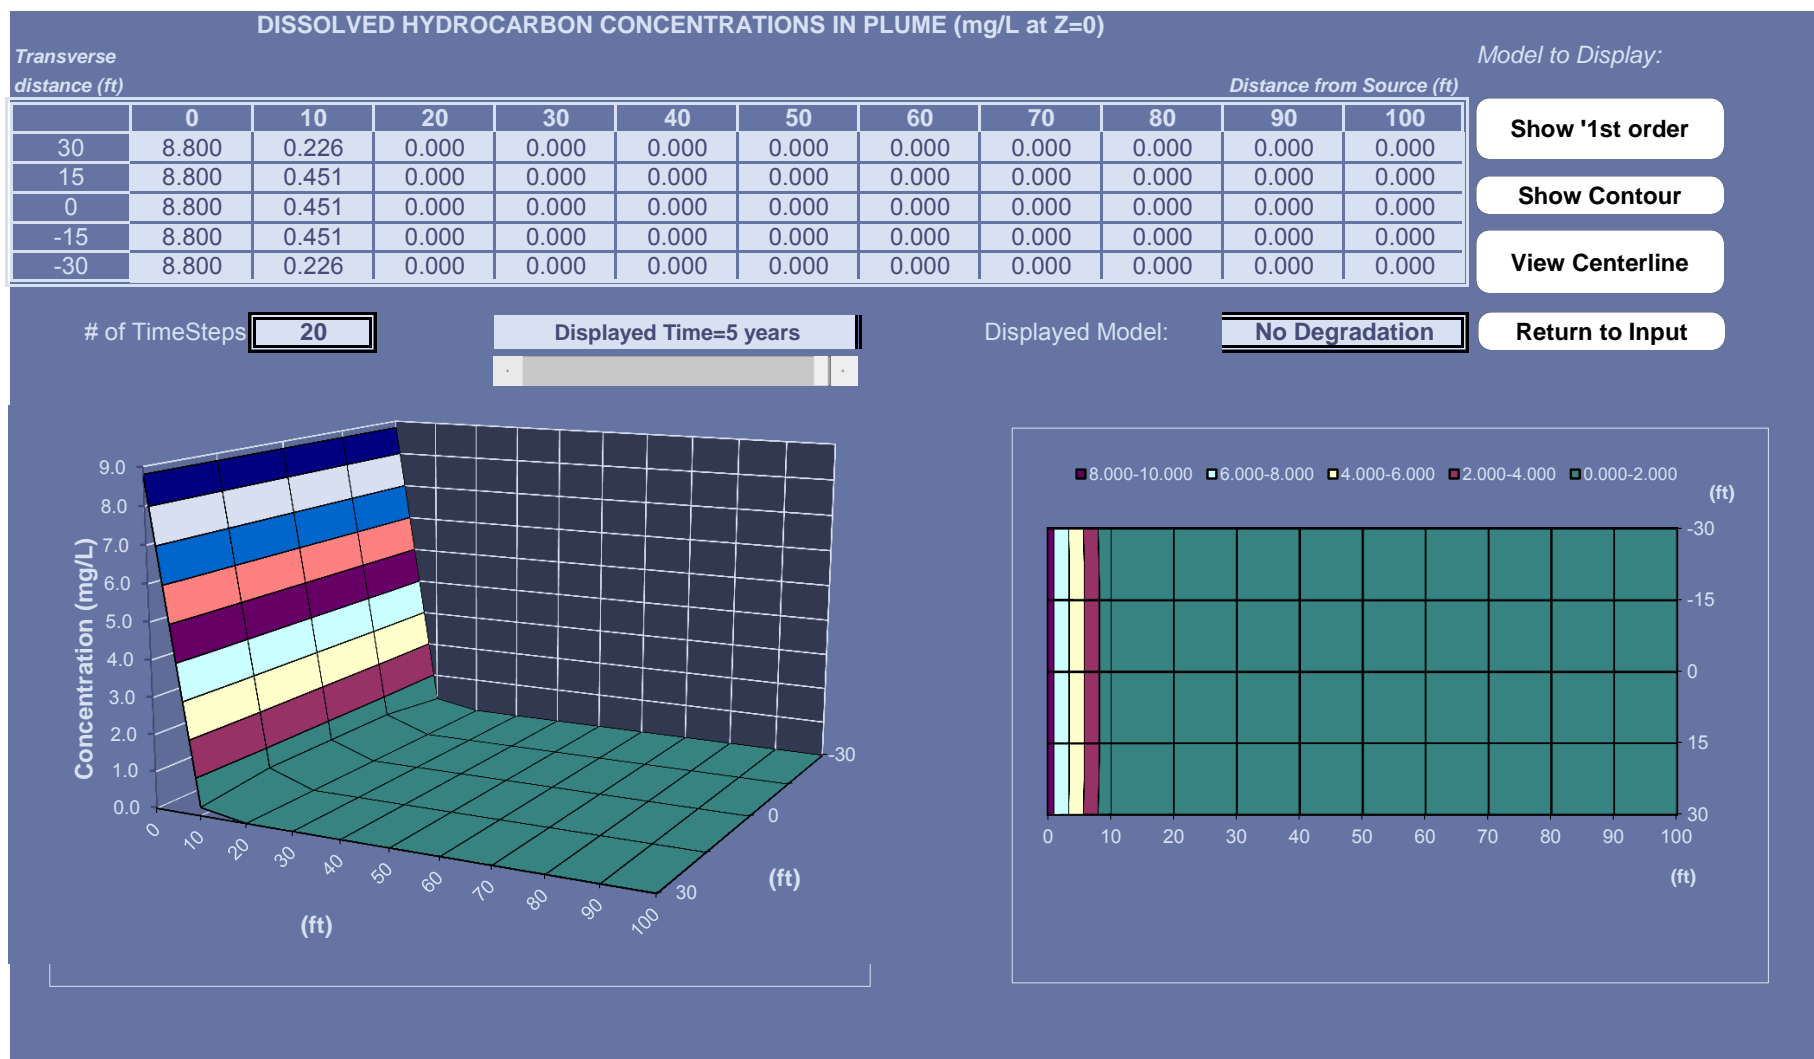 DISSOLVED HYDROCARBON CONCENTRATIONS IN PLUME (mg/L at Z=0)
Transverse
distance (ft)
Distance from Source (ft)
Model to Display:
0 10 20 30 40 50 60 70 80 90 100
30 8.800 0.226 0.000 0.000 0.000 0.000 0.000 0.000 0.000 0.000 0.000
15 8.800 0.451 0.000 0.000 0.000 0.000 0.000 0.000 0.000 0.000 0.000
0 8.800 0.451 0.000 0.000 0.000 0.000 0.000 0.000 0.000 0.000 0.000
-15 8.800 0.451 0.000 0.000 0.000 0.000 0.000 0.000 0.000 0.000 0.000
-30 8.800 0.226 0.000 0.000 0.000 0.000 0.000 0.000 0.000 0.000 0.000
Show '1st order
Show Contour
View Centerline
Return to Input
# of TimeSteps 20
Displayed Time=5 years
Displayed Model: No Degradation
9.0
8.0
7.0
6.0
5.0
4.0
3.0
2.0
1.0
0.0
Concentration (mg/L)
0 10 20 30 40 50 60 70 80 90 100
(ft)
-30
0
30
(ft)
8.000-10.000 6.000-8.000 4.000-6.000 2.000-4.000 0.000-2.000
(ft)
-30
-15
0
15
30
0 10 20 30 40 50 60 70 80 90 100
(ft)